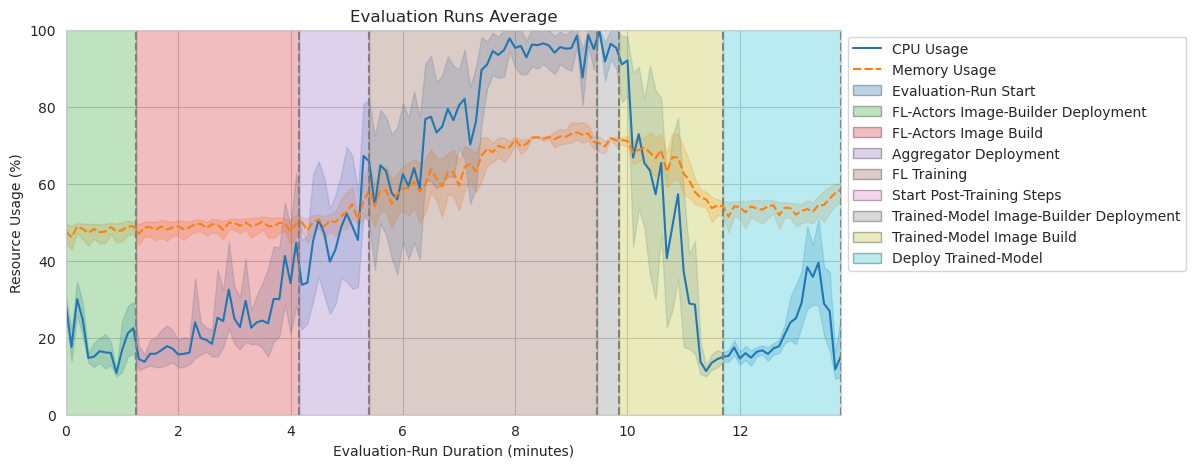 Evaluation Runs Average
Resource Usage (%)
100
80
60
40
20
0
0 2 4 6 8 10 12
Evaluation-Run Duration (minutes)
CPU Usage
Memory Usage
Evaluation-Run Start
FL-Actors Image-Builder Deployment
FL-Actors Image Build
Aggregator Deployment
FL Training
Start Post-Training Steps
Trained-Model Image-Builder Deployment
Trained-Model Image Build
Deploy Trained-Model